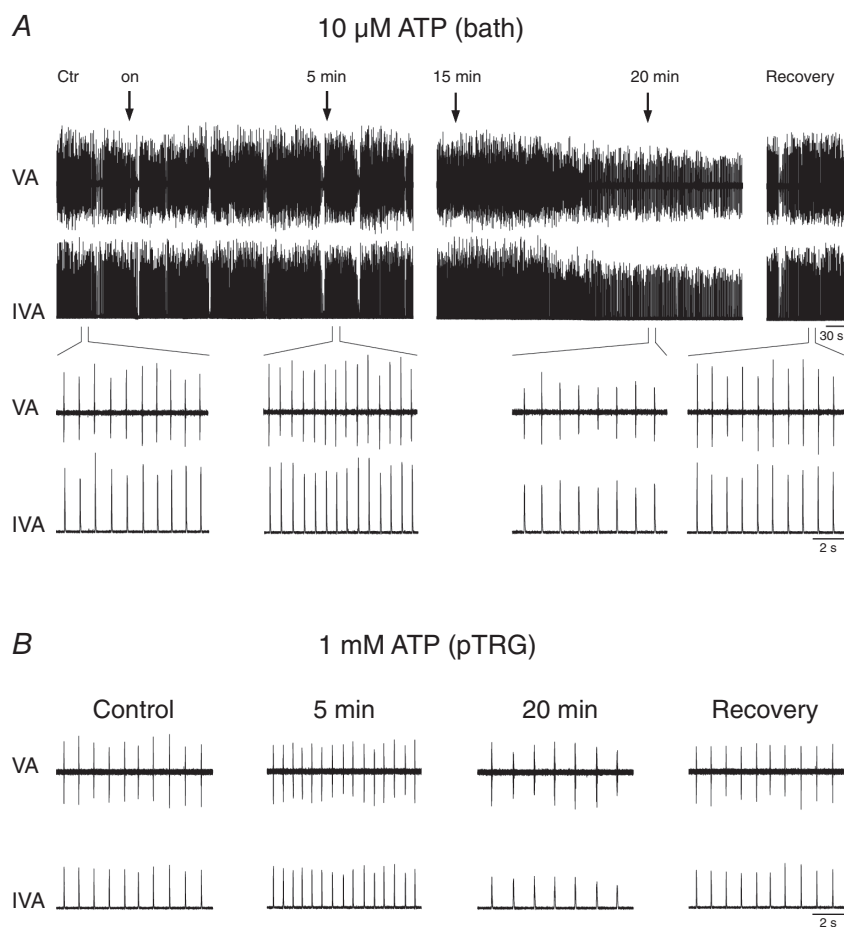 A
10 µM ATP (bath)
Ctr on 5 min 15 min 20 min Recovery
VA
IVA
30 s
VA
IVA
2 s
B
1 mM ATP (pTRG)
Control 5 min 20 min Recovery
VA
IVA
2 s